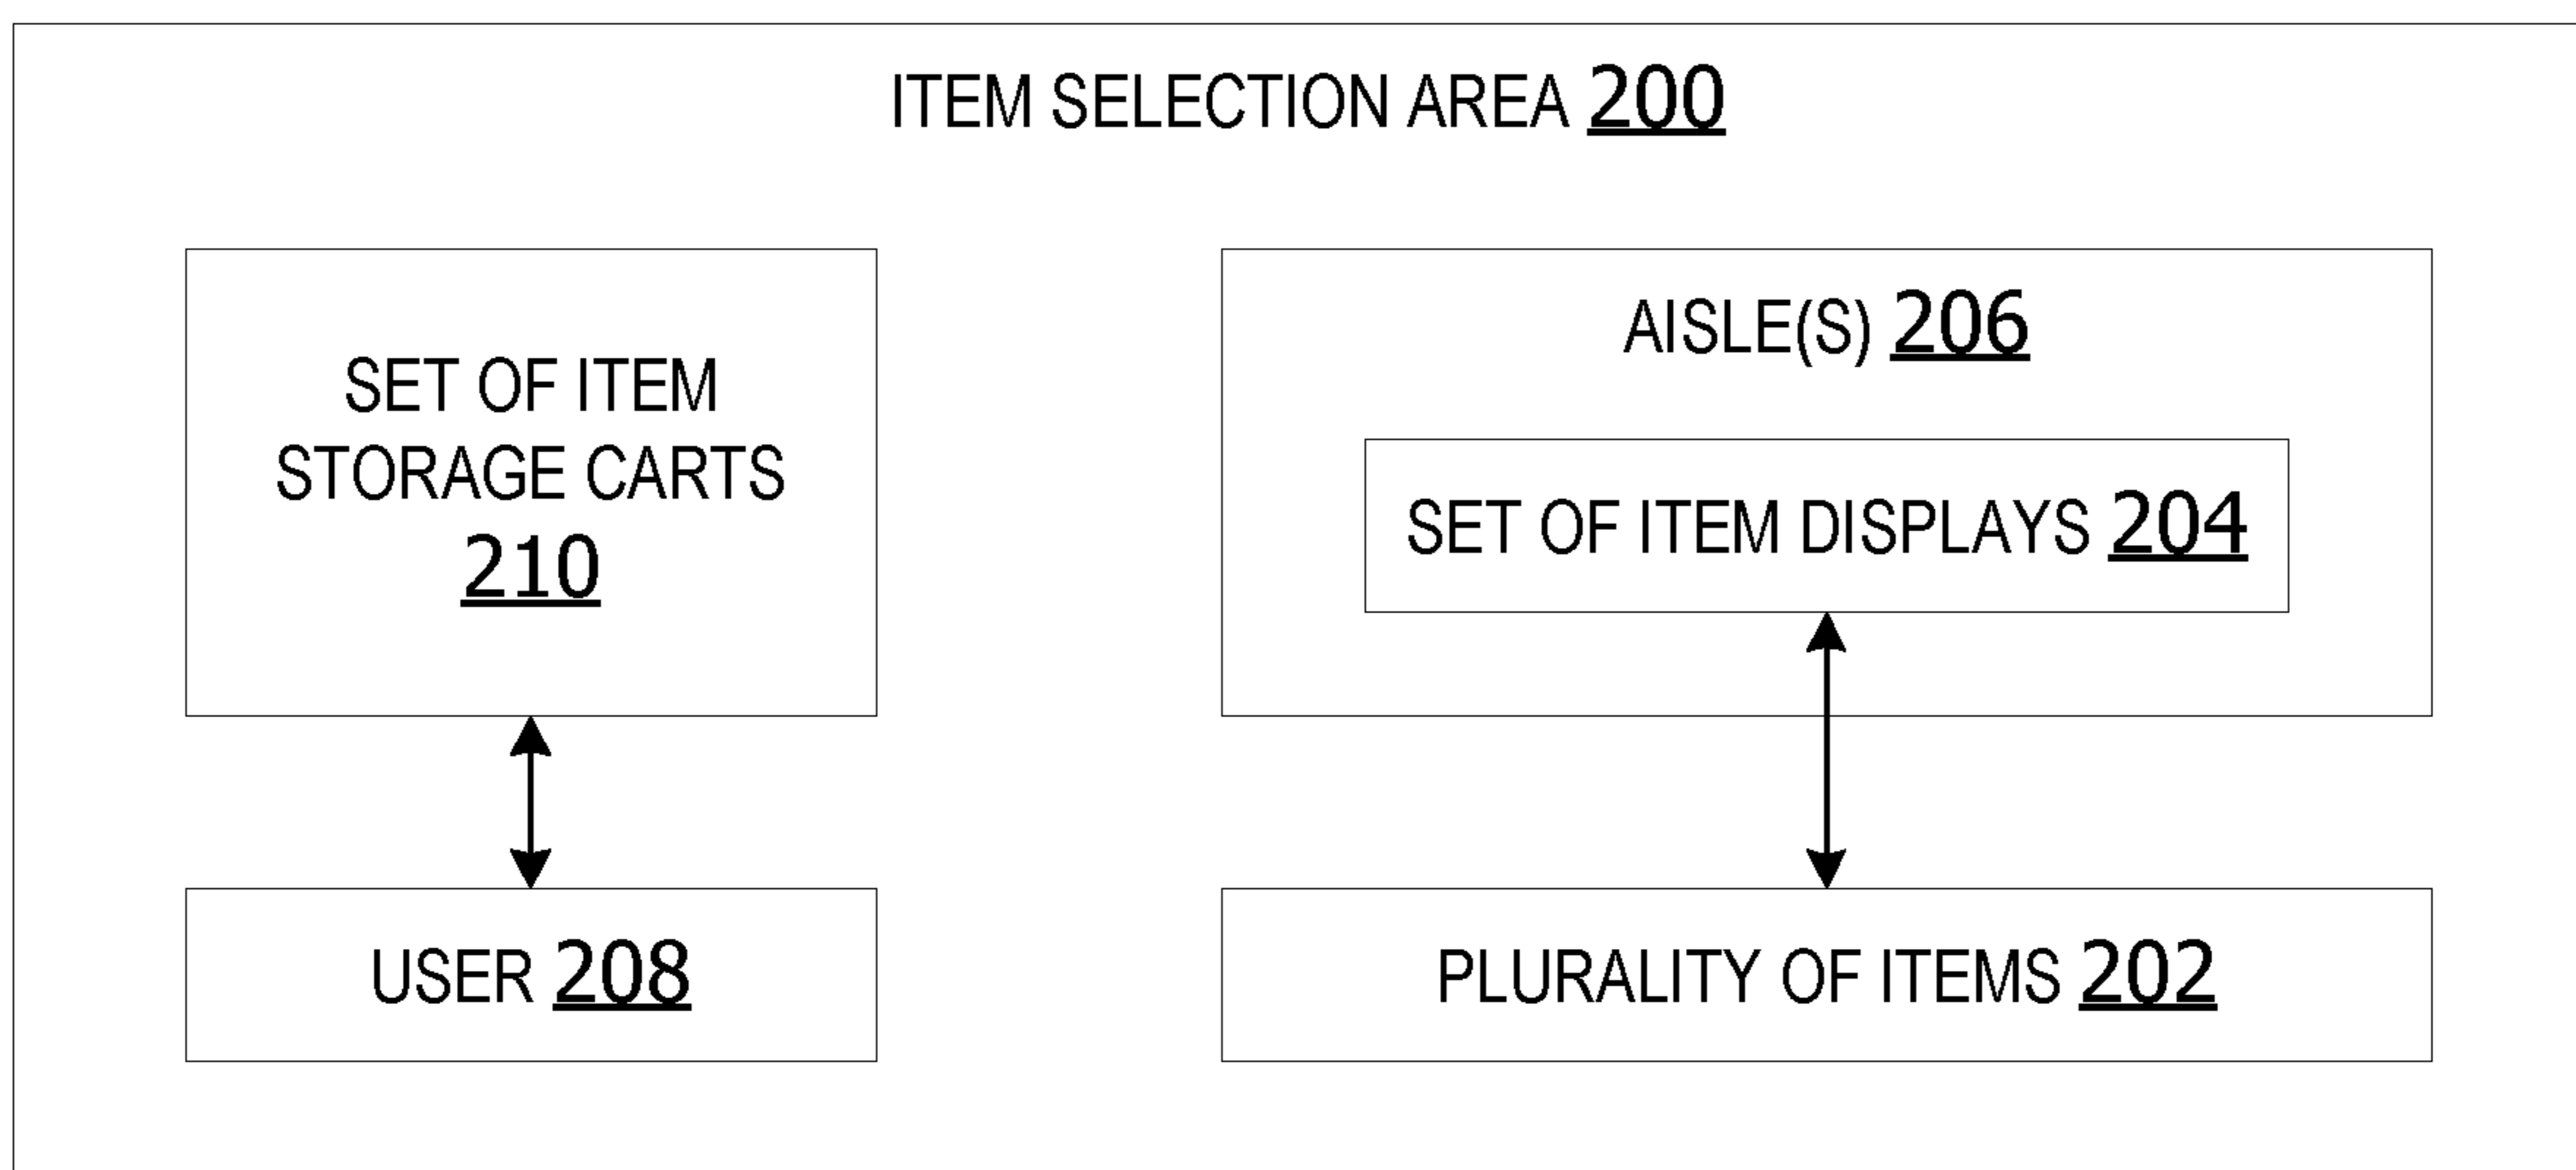 ITEM SELECTION AREA 200
SET OF ITEM
STORAGE CARTS
210
AISLE(S) 206
SET OF ITEM DISPLAYS 204
USER 208
PLURALITY OF ITEMS 202